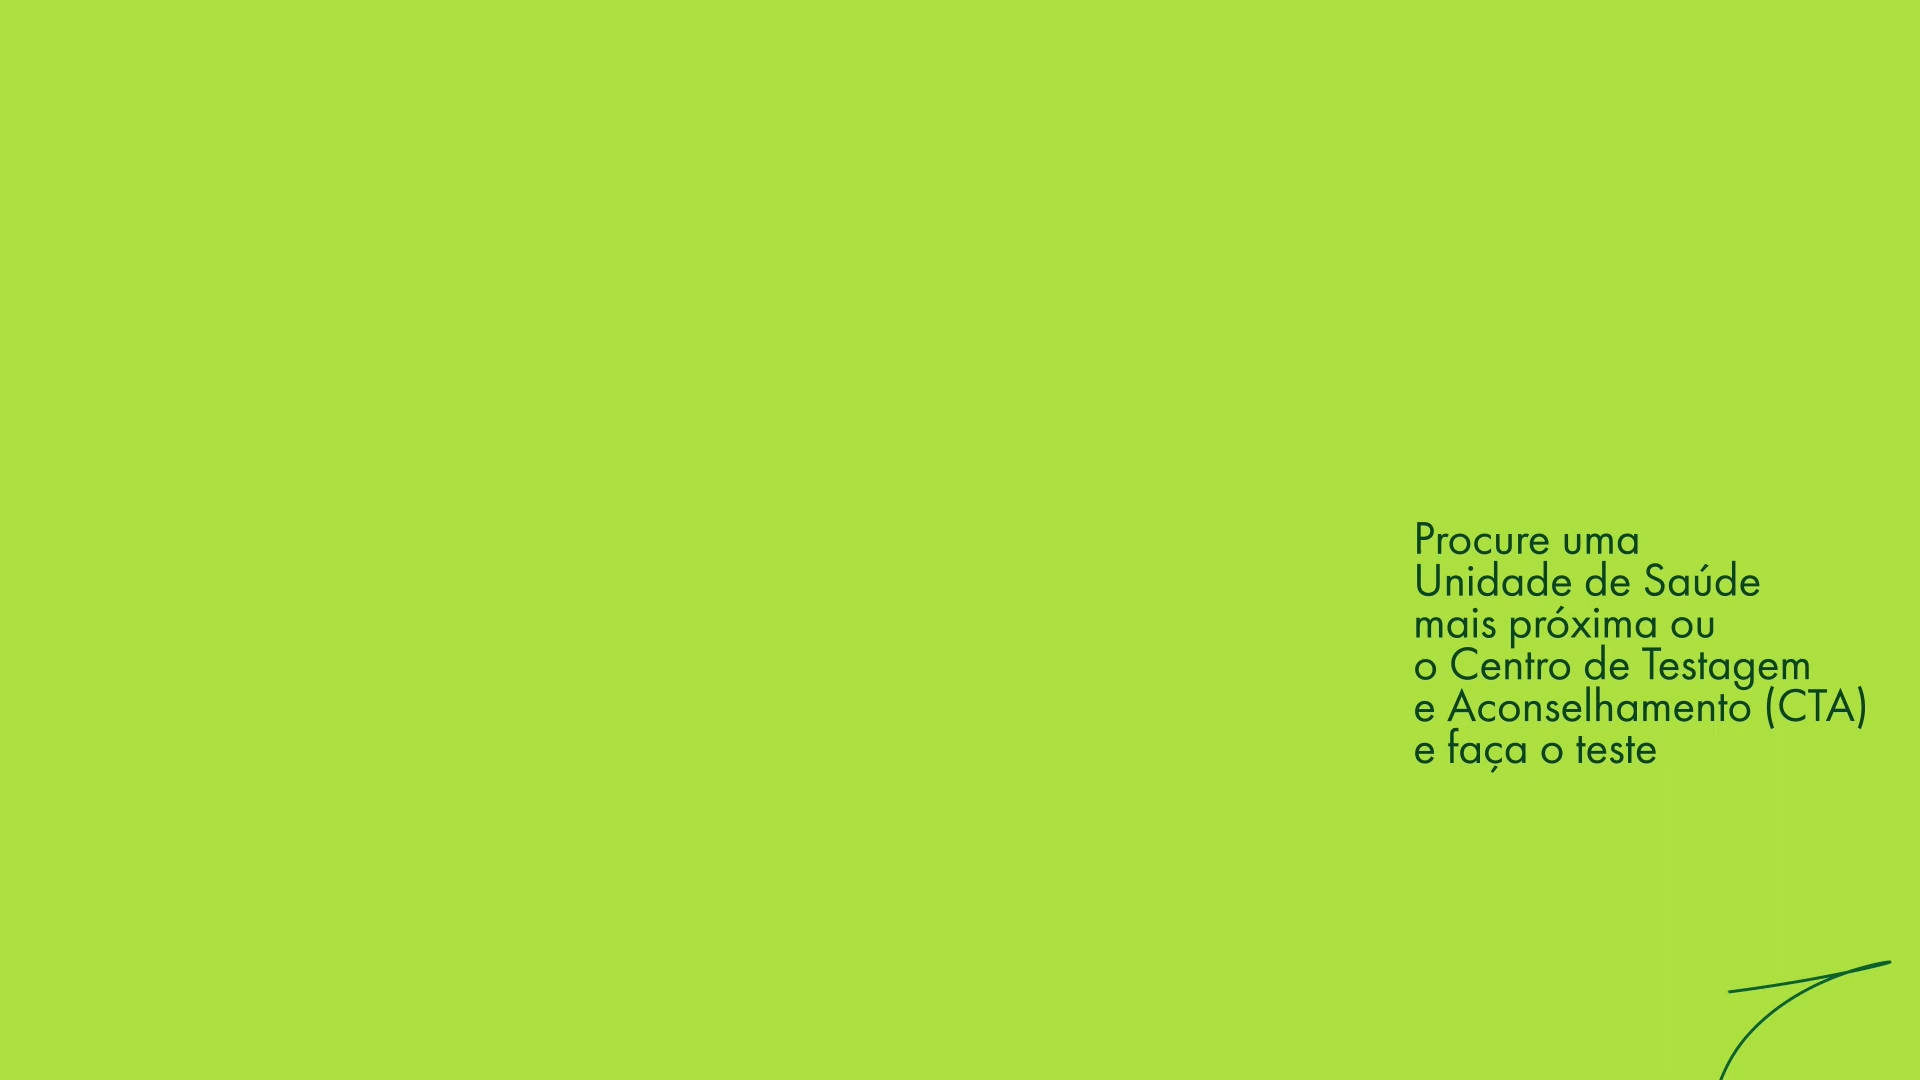 Procure uma
Unidade de Saúde
mais próxima ou
o Centro de Testagem
e Aconselhamento (CTA)
e faça o teste